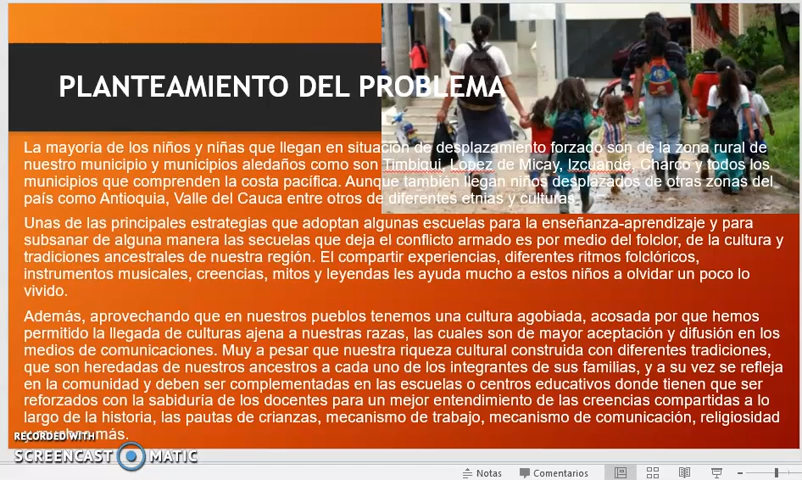 PLANTEAMIENTO DEL PROBLEMA
La mayoría de los niños y niñas que llegan en situación de desplazamiento forzado son de la zona rural de
nuestro municipio y municipios aledaños como son Timbiqui, Lopez de Micay, Izcuande, Charco y todos los
municipios que comprenden la costa pacífica. Aunque también llegan niños desplazados de otras zonas del
país como Antioquia, Valle del Cauca entre otros de diferentes etnias y culturas.
Unas de las principales estrategias que adoptan algunas escuelas para la enseñanza-aprendizaje y para
subsanar de alguna manera las secuelas que deja el conflicto armado es por medio del folclor, de la cultura y
tradiciones ancestrales de nuestra región. El compartir experiencias, diferentes ritmos folclóricos,
instrumentos musicales, creencias, mitos y leyendas les ayuda mucho a estos niños a olvidar un poco lo
vivido.
Además, aprovechando que en nuestros pueblos tenemos una cultura agobiada, acosada por que hemos
permitido la llegada de culturas ajena a nuestras razas, las cuales son de mayor aceptación y difusión en los
medios de comunicaciones. Muy a pesar que nuestra riqueza cultural construida con diferentes tradiciones,
que son heredadas de nuestros ancestros a cada uno de los integrantes de sus familias, y a su vez se refleja
en la comunidad y deben ser complementadas en las escuelas o centros educativos donde tienen que ser
reforzados con la sabiduría de los docentes para un mejor entendimiento de las creencias compartidas a lo
largo de la historia, las pautas de crianzas, mecanismo de trabajo, mecanismo de comunicación, religiosidad
más.
RECORDED WITH
SCREENCAST MATIC
Notas Comentarios